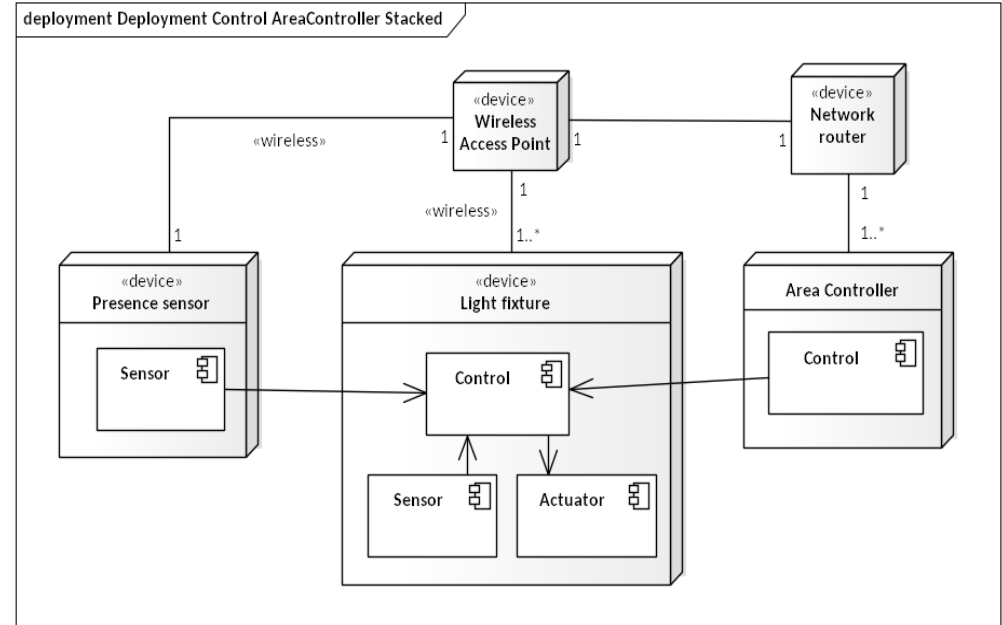 deployment Deployment Control AreaController Stacked
«device»
Wireless
Access Point
«device»
Network
router
«wireless»
1
1
1
1
1
«wireless»
1
1..*
1..*
«device»
Presence sensor
«device»
Light fixture
Area Controller
Sensor
Control
Control
Sensor
Actuator